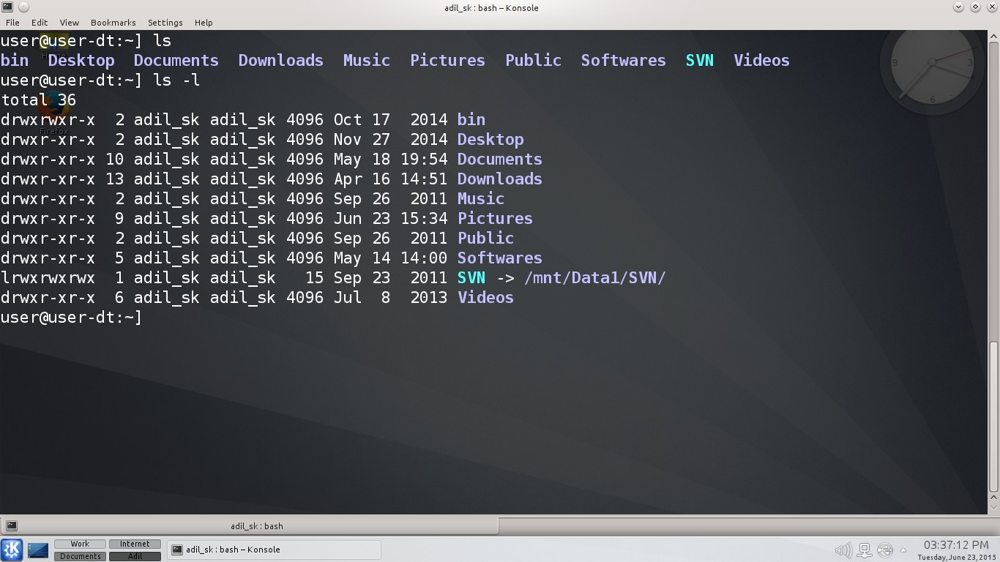 adil_sk : bash – Konsole
File Edit View Bookmarks Settings Help
user@user-dt:~] ls
bin  Desktop  Documents  Downloads  Music  Pictures  Public  Softwares  SVN  Videos
user@user-dt:~] ls -l
total 36
drwxrwxr-x  2 adil_sk adil_sk 4096 Oct 17  2014 bin
drwxr-xr-x  2 adil_sk adil_sk 4096 Nov 27  2014 Desktop
drwxr-xr-x 10 adil_sk adil_sk 4096 May 18 19:54 Documents
drwxr-xr-x 13 adil_sk adil_sk 4096 Apr 16 14:51 Downloads
drwxr-xr-x  2 adil_sk adil_sk 4096 Sep 26  2011 Music
drwxr-xr-x  9 adil_sk adil_sk 4096 Jun 23 15:34 Pictures
drwxr-xr-x  2 adil_sk adil_sk 4096 Sep 26  2011 Public
drwxr-xr-x  5 adil_sk adil_sk 4096 May 14 14:00 Softwares
lrwxrwxrwx  1 adil_sk adil_sk   15 Sep 23  2011 SVN -> /mnt/Data1/SVN/
drwxr-xr-x  6 adil_sk adil_sk 4096 Jul  8  2013 Videos
user@user-dt:~]
Firefox
9 3
6
adil_sk : bash
Work Internet
Documents Adil
adil_sk : bash – Konsole
03:37:12 PM
Tuesday, June 23, 2015